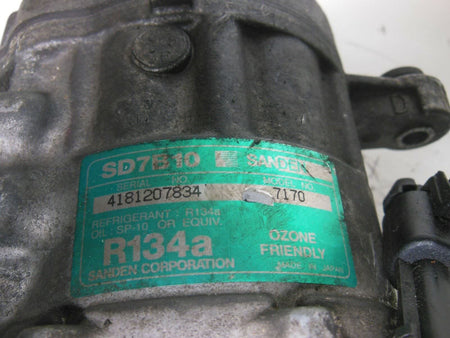 SD7B10 SANDEN
SERIAL NO. MODEL NO.
4181207834 7170
REFRIGERANT : R134a
OIL : SP-10 OR EQUIV.
R134a OZONE FRIENDLY
SANDEN CORPORATION MADE IN JAPAN